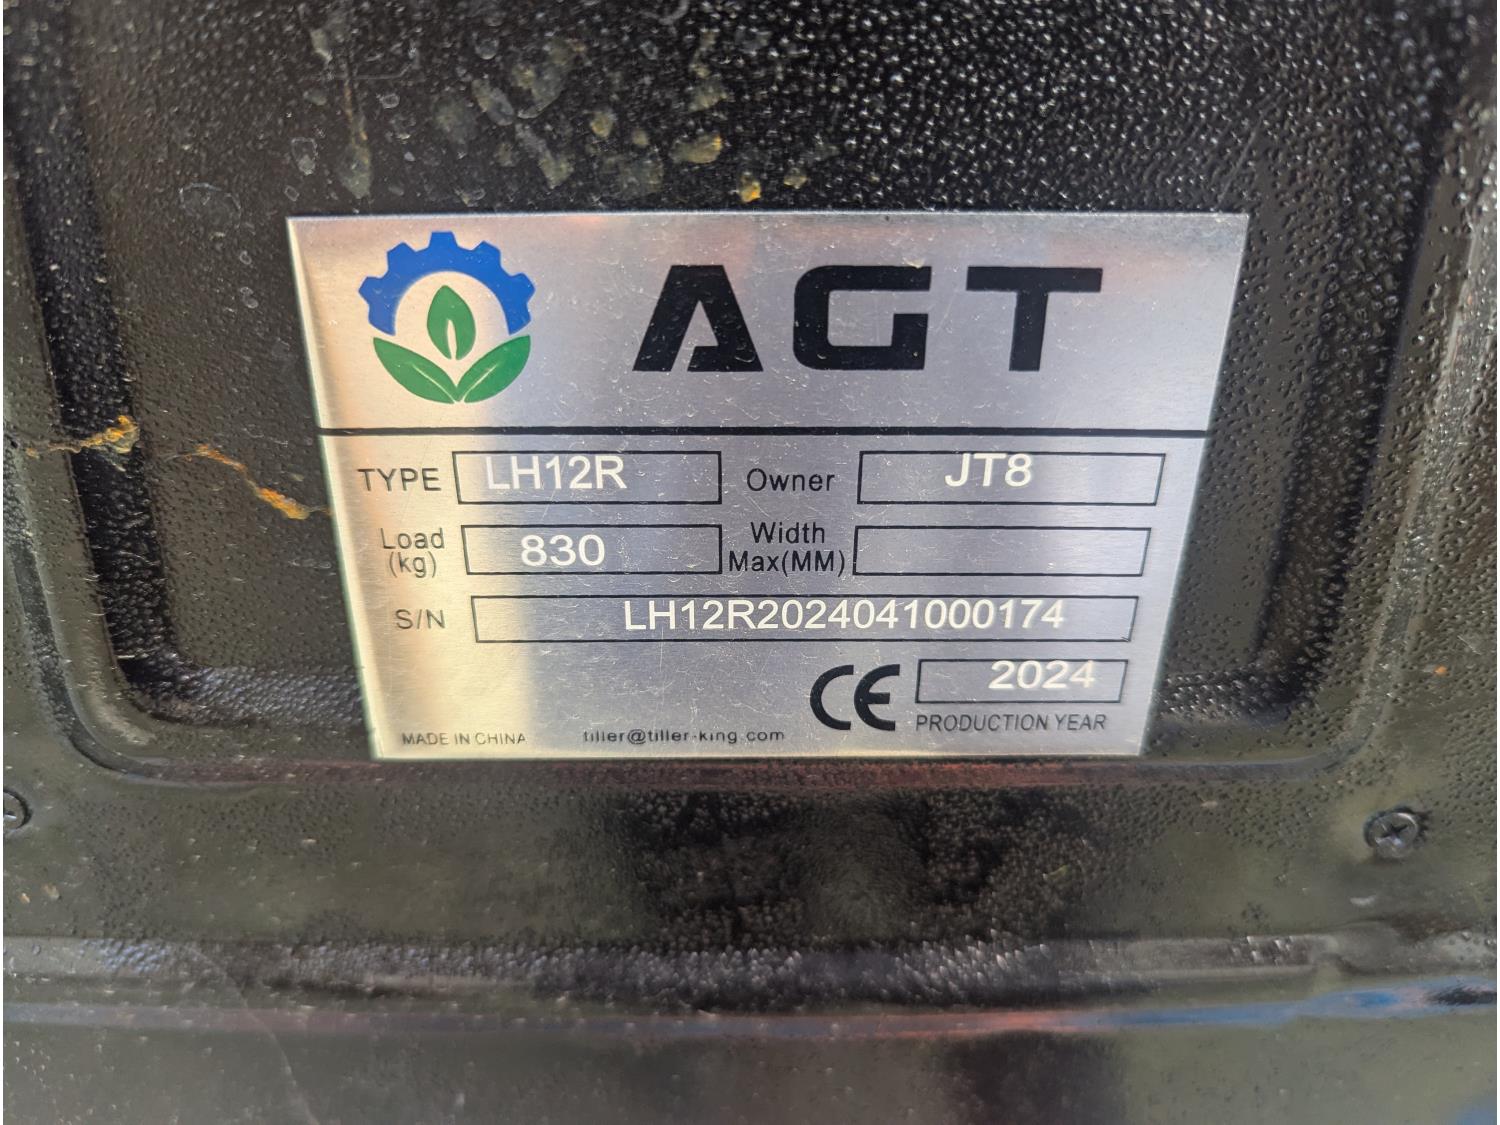 AGT
TYPE LH12R Owner JT8
Load (kg) 830 Width Max(MM)
S/N LH12R2024041000174
CE 2024
PRODUCTION YEAR
MADE IN CHINA tiller@tiller-king.com